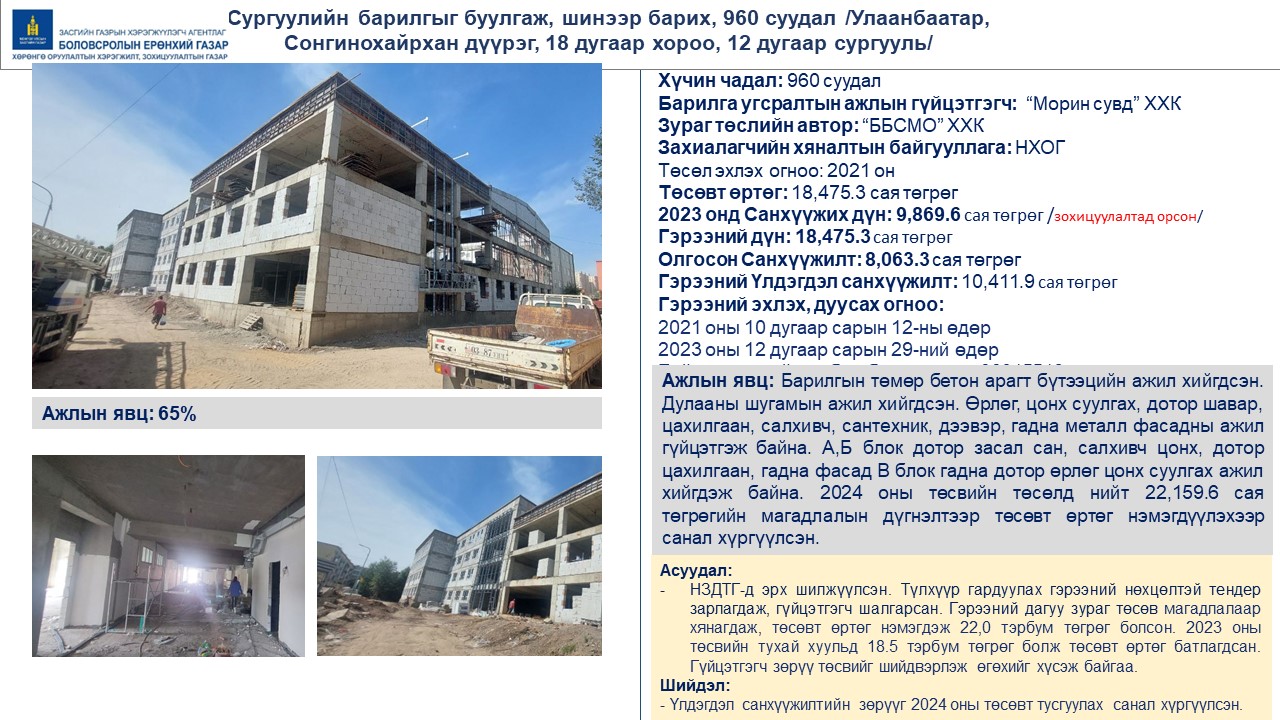 Сургуулийн барилгыг буулгаж, шинээр барих, 960 суудал /Улаанбаатар,
Сонгинохайрхан дүүрэг, 18 дугаар хороо, 12 дугаар сургууль/
ЗАСГИЙН ГАЗРЫН ХЭРЭГЖҮҮЛЭГЧ АГЕНТЛАГ
БОЛОВСРОЛЫН ЕРӨНХИЙ ГАЗАР
ХӨРӨНГӨ ОРУУЛАЛТЫН ХЭРЭГЖИЛТ, ЗОХИЦУУЛАЛТЫН ГАЗАР
Ажлын явц: 65%
Хүчин чадал: 960 суудал
Барилга угсралтын ажлын гүйцэтгэгч: “Морин сувд” ХХК
Зураг төслийн автор: “ББСМО” ХХК
Захиалагчийн хяналтын байгууллага: НХОГ
Төсөл эхлэх огноо: 2021 он
Төсөвт өртөг: 18,475.3 сая төгрөг
2023 онд Санхүүжих дүн: 9,869.6 сая төгрөг /зохицуулалтад орсон/
Гэрээний дүн: 18,475.3 сая төгрөг
Олгосон Санхүүжилт: 8,063.3 сая төгрөг
Гэрээний Үлдэгдэл санхүүжилт: 10,411.9 сая төгрөг
Гэрээний эхлэх, дуусах огноо:
2021 оны 10 дугаар сарын 12-ны өдөр
2023 оны 12 дугаар сарын 29-ний өдөр
Ажлын явц: Барилгын төмөр бетон арагт бүтээцийн ажил хийгдсэн.
Дулааны шугамын ажил хийгдсэн. Өрлөг, цонх суулгах, дотор шавар,
цахилгаан, салхивч, сантехник, дээвэр, гадна металл фасадны ажил
гүйцэтгэж байна. А,Б блок дотор засал сан, салхивч цонх, дотор
цахилгаан, гадна фасад В блок гадна дотор өрлөг цонх суулгах ажил
хийгдэж байна. 2024 оны төсвийн төсөлд нийт 22,159.6 сая
төгрөгийн магадлалын дүгнэлтээр төсөвт өртөг нэмэгдүүлэхээр
санал хүргүүлсэн.
Асуудал:
- НЗДТГ-д эрх шилжүүлсэн. Түлхүүр гардуулах гэрээний нөхцөлтэй тендер
зарлагдаж, гүйцэтгэгч шалгарсан. Гэрээний дагуу зураг төсөв магадлалаар
хянагдаж, төсөвт өртөг нэмэгдэж 22,0 тэрбум төгрөг болсон. 2023 оны
төсвийн тухай хуульд 18.5 тэрбум төгрөг болж төсөвт өртөг батлагдсан.
Гүйцэтгэгч зөрүү төсвийг шийдвэрлэж өгөхийг хүсэж байгаа.
Шийдэл:
- Үлдэгдэл санхүүжилтийн зөрүүг 2024 оны төсөвт тусгуулах санал хүргүүлсэн.